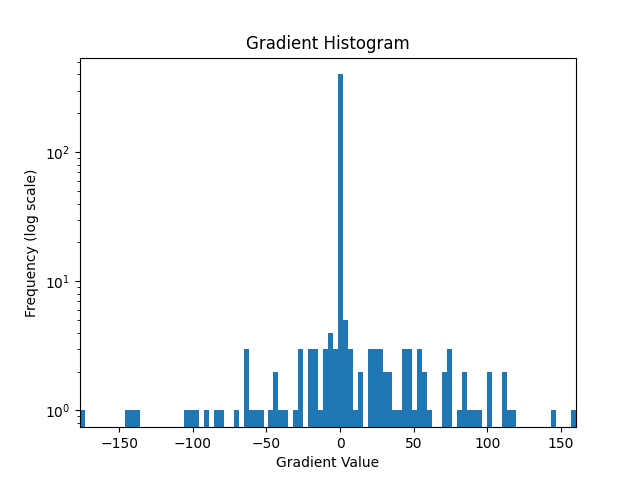 Gradient Histogram
Frequency (log scale)
10²
10¹
10⁰
−150 −100 −50 0 50 100 150
Gradient Value